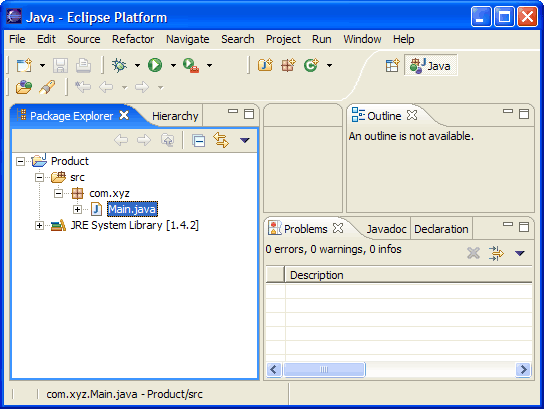 Java - Eclipse Platform
File Edit Source Refactor Navigate Search Project Run Window Help
Java
Package Explorer Hierarchy
Product
src
com.xyz
Main.java
JRE System Library [1.4.2]
Outline
An outline is not available.
Problems Javadoc Declaration
0 errors, 0 warnings, 0 infos
Description
com.xyz.Main.java - Product/src